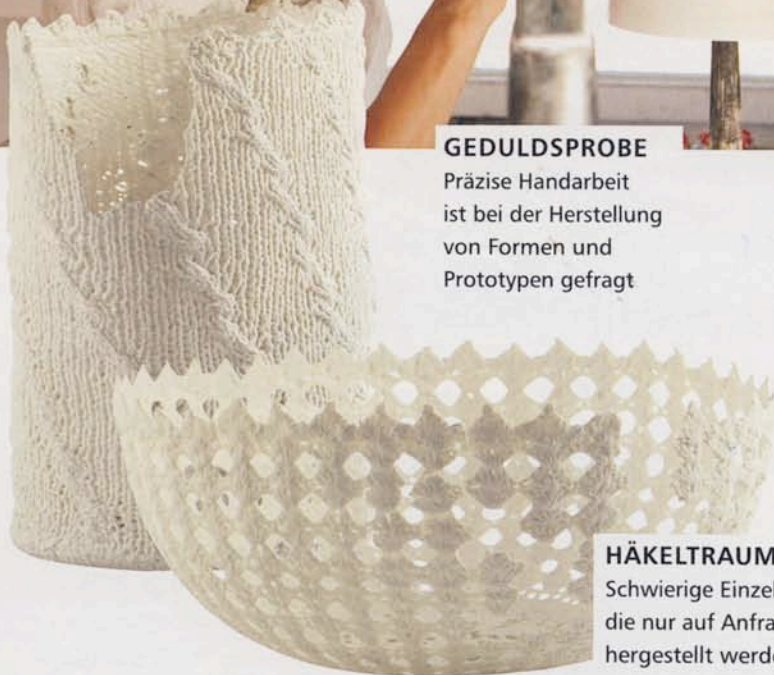 GEDULDSPROBE
Präzise Handarbeit
ist bei der Herstellung
von Formen und
Prototypen gefragt
HÄKELTRAUM
Schwierige
die nur auf
hergestellt